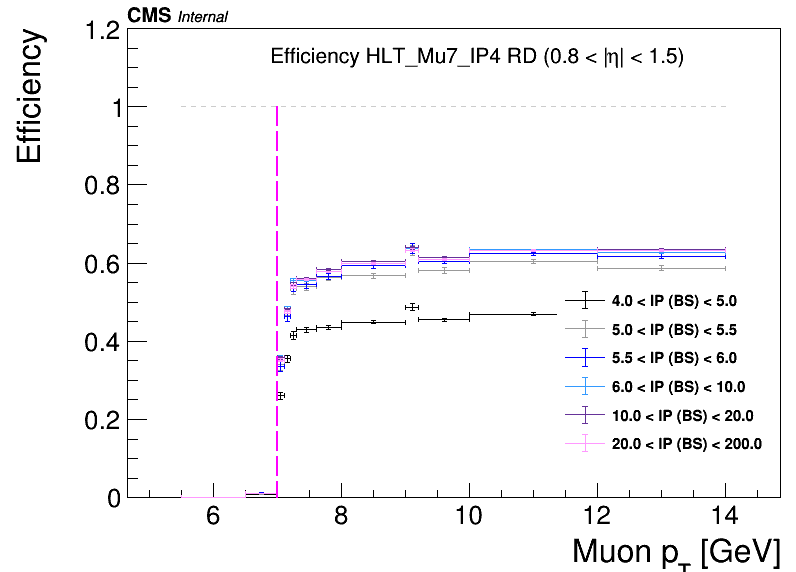 CMS Internal
Efficiency HLT_Mu7_IP4 RD (0.8 < |η| < 1.5)
Efficiency
1.2
1
0.8
0.6
0.4
0.2
0
4.0 < IP (BS) < 5.0
5.0 < IP (BS) < 5.5
5.5 < IP (BS) < 6.0
6.0 < IP (BS) < 10.0
10.0 < IP (BS) < 20.0
20.0 < IP (BS) < 200.0
6 8 10 12 14
Muon p_T [GeV]